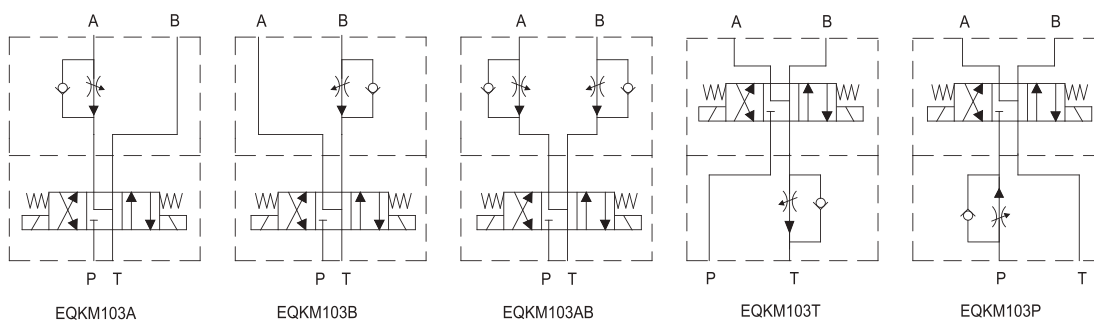 A B A B A B A B A B
P T P T P T P T P T
EQKM103A EQKM103B EQKM103AB EQKM103T EQKM103P